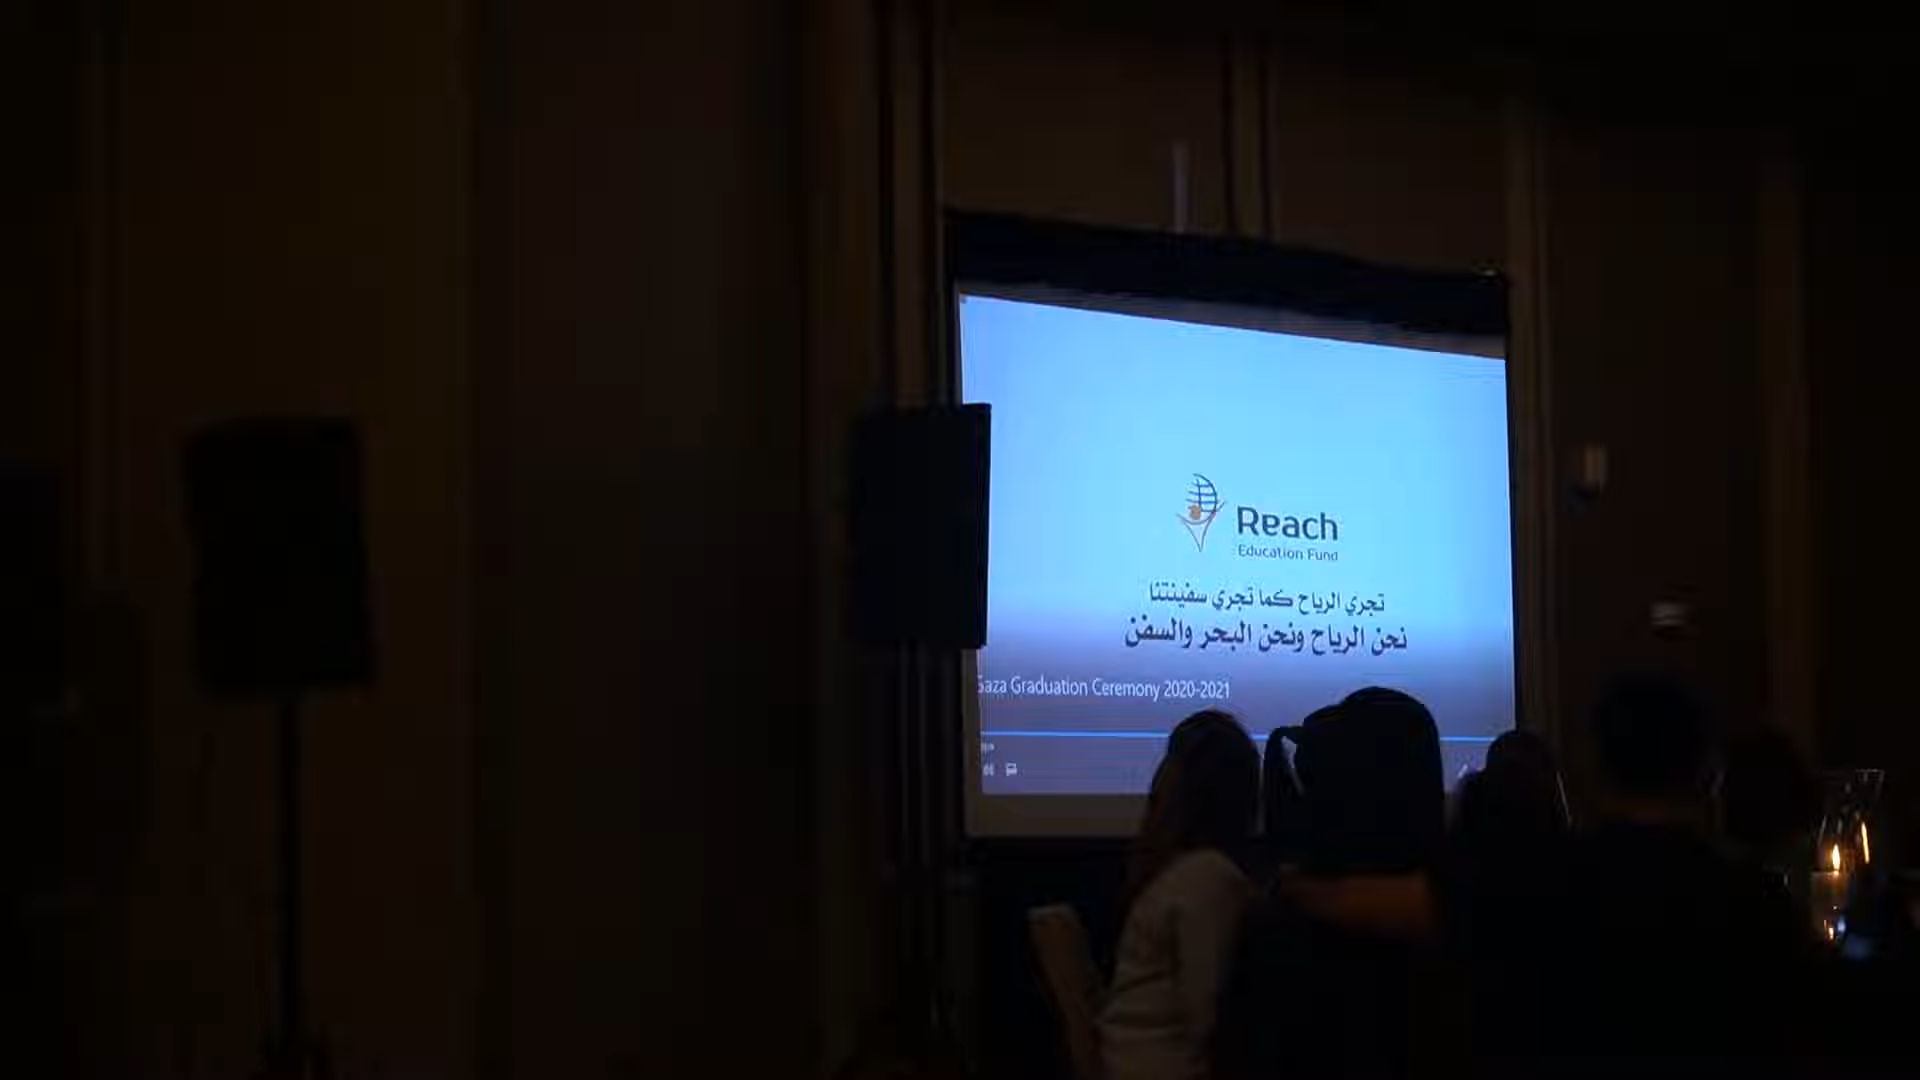 Reach
Education Fund
تجري الرياح كما تجري سفينتنا
نحن الرياح ونحن البحر والسفن
Gaza Graduation Ceremony 2020-2021